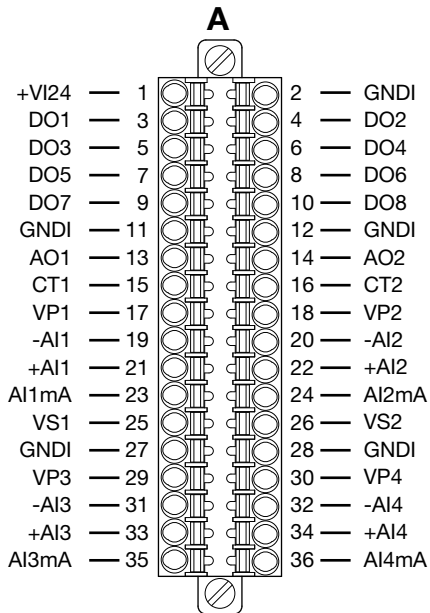 A
+VI24 1 2 GNDI
DO1 3 4 DO2
DO3 5 6 DO4
DO5 7 8 DO6
DO7 9 10 DO8
GNDI 11 12 GNDI
AO1 13 14 AO2
CT1 15 16 CT2
VP1 17 18 VP2
-AI1 19 20 -AI2
+AI1 21 22 +AI2
AI1mA 23 24 AI2mA
VS1 25 26 VS2
GNDI 27 28 GNDI
VP3 29 30 VP4
-AI3 31 32 -AI4
+AI3 33 34 +AI4
AI3mA 35 36 AI4mA